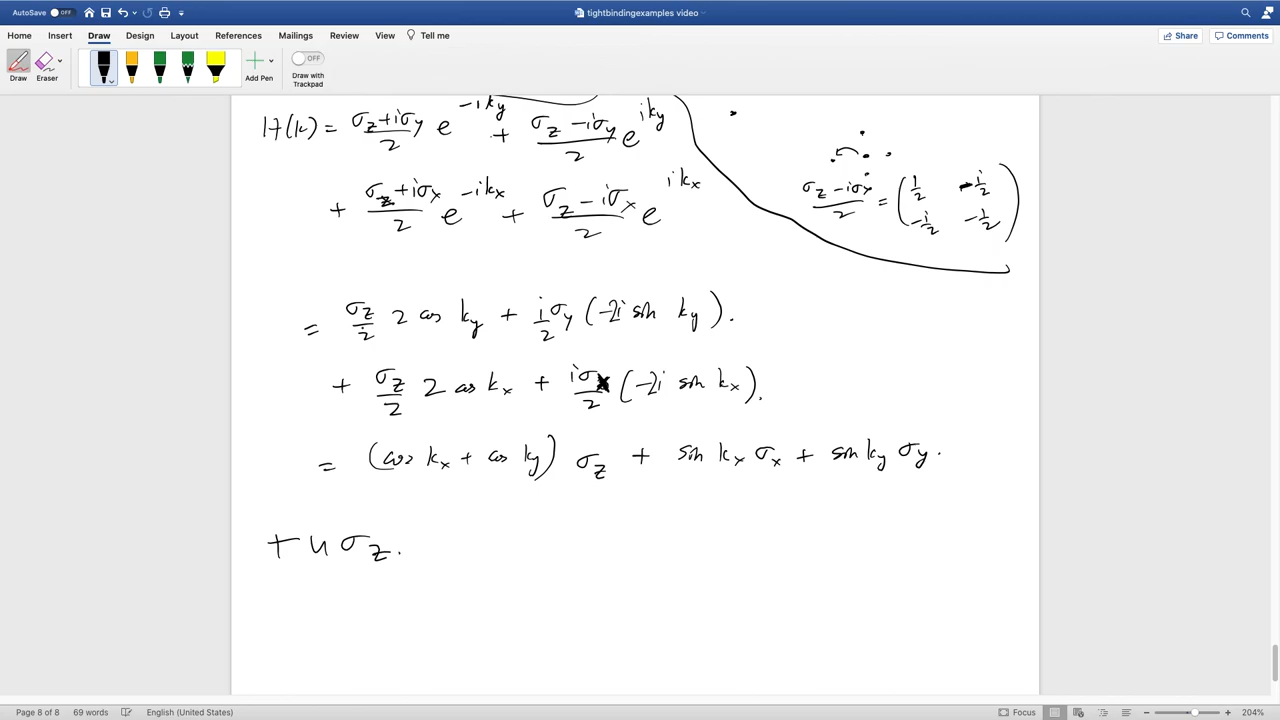 AutoSave OFF tightbindingexamples video
Home Insert Draw Design Layout References Mailings Review View Tell me Share Comments
Draw Eraser Add Pen Draw with Trackpad OFF
H(k) = σz+iσy/2 e^-iky + σz-iσy/2 e^iky
+ σz+iσx/2 e^-ikx + σz-iσx/2 e^ikx
σz-iσx/2 = (1/2 -i/2
-i/2 -1/2)
= σz/2 2 cos ky + i/2 σy (-2i sin ky).
+ σz/2 2 cos kx + iσx/2 (-2i sin kx).
= (cos kx + cos ky) σz + sin kx σx + sin ky σy.
+ u σz.
Page 8 of 8 69 words English (United States) Focus 204%